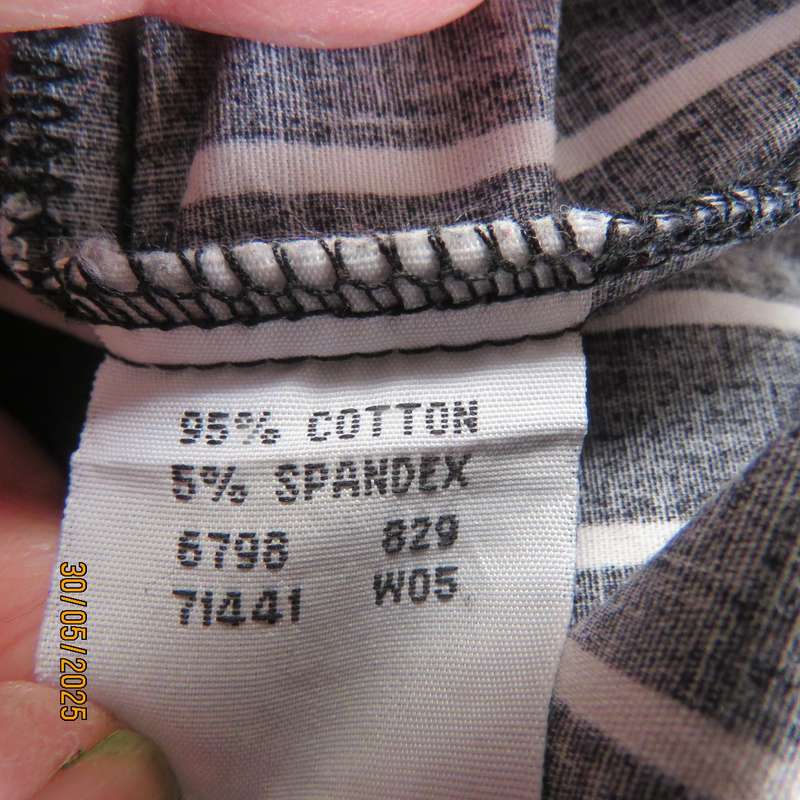 95% COTTON
5% SPANDEX
6798 829
71441 W05
30/05/2025